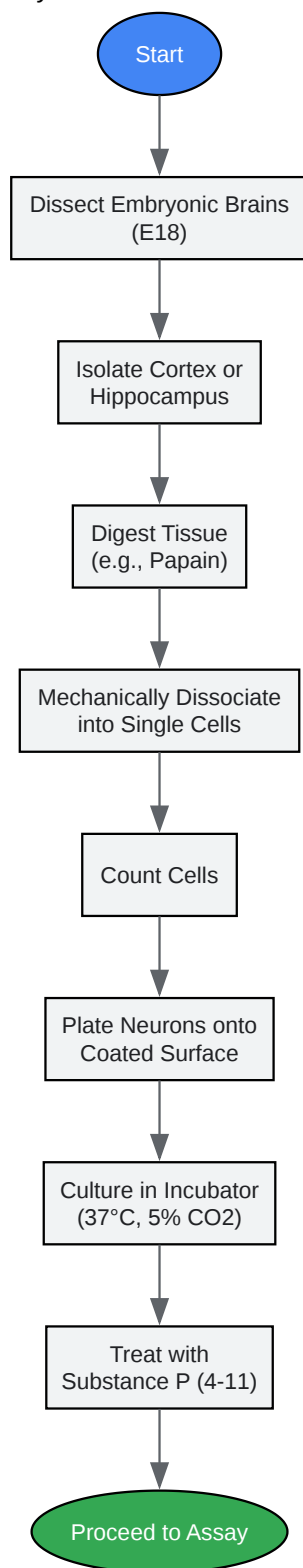 Start
Dissect Embryonic Brains
(E18)
Isolate Cortex or
Hippocampus
Digest Tissue
(e.g., Papain)
Mechanically Dissociate
into Single Cells
Count Cells
Plate Neurons onto
Coated Surface
Culture in Incubator
(37°C, 5% CO2)
Treat with
Substance P (4-11)
Proceed to Assay